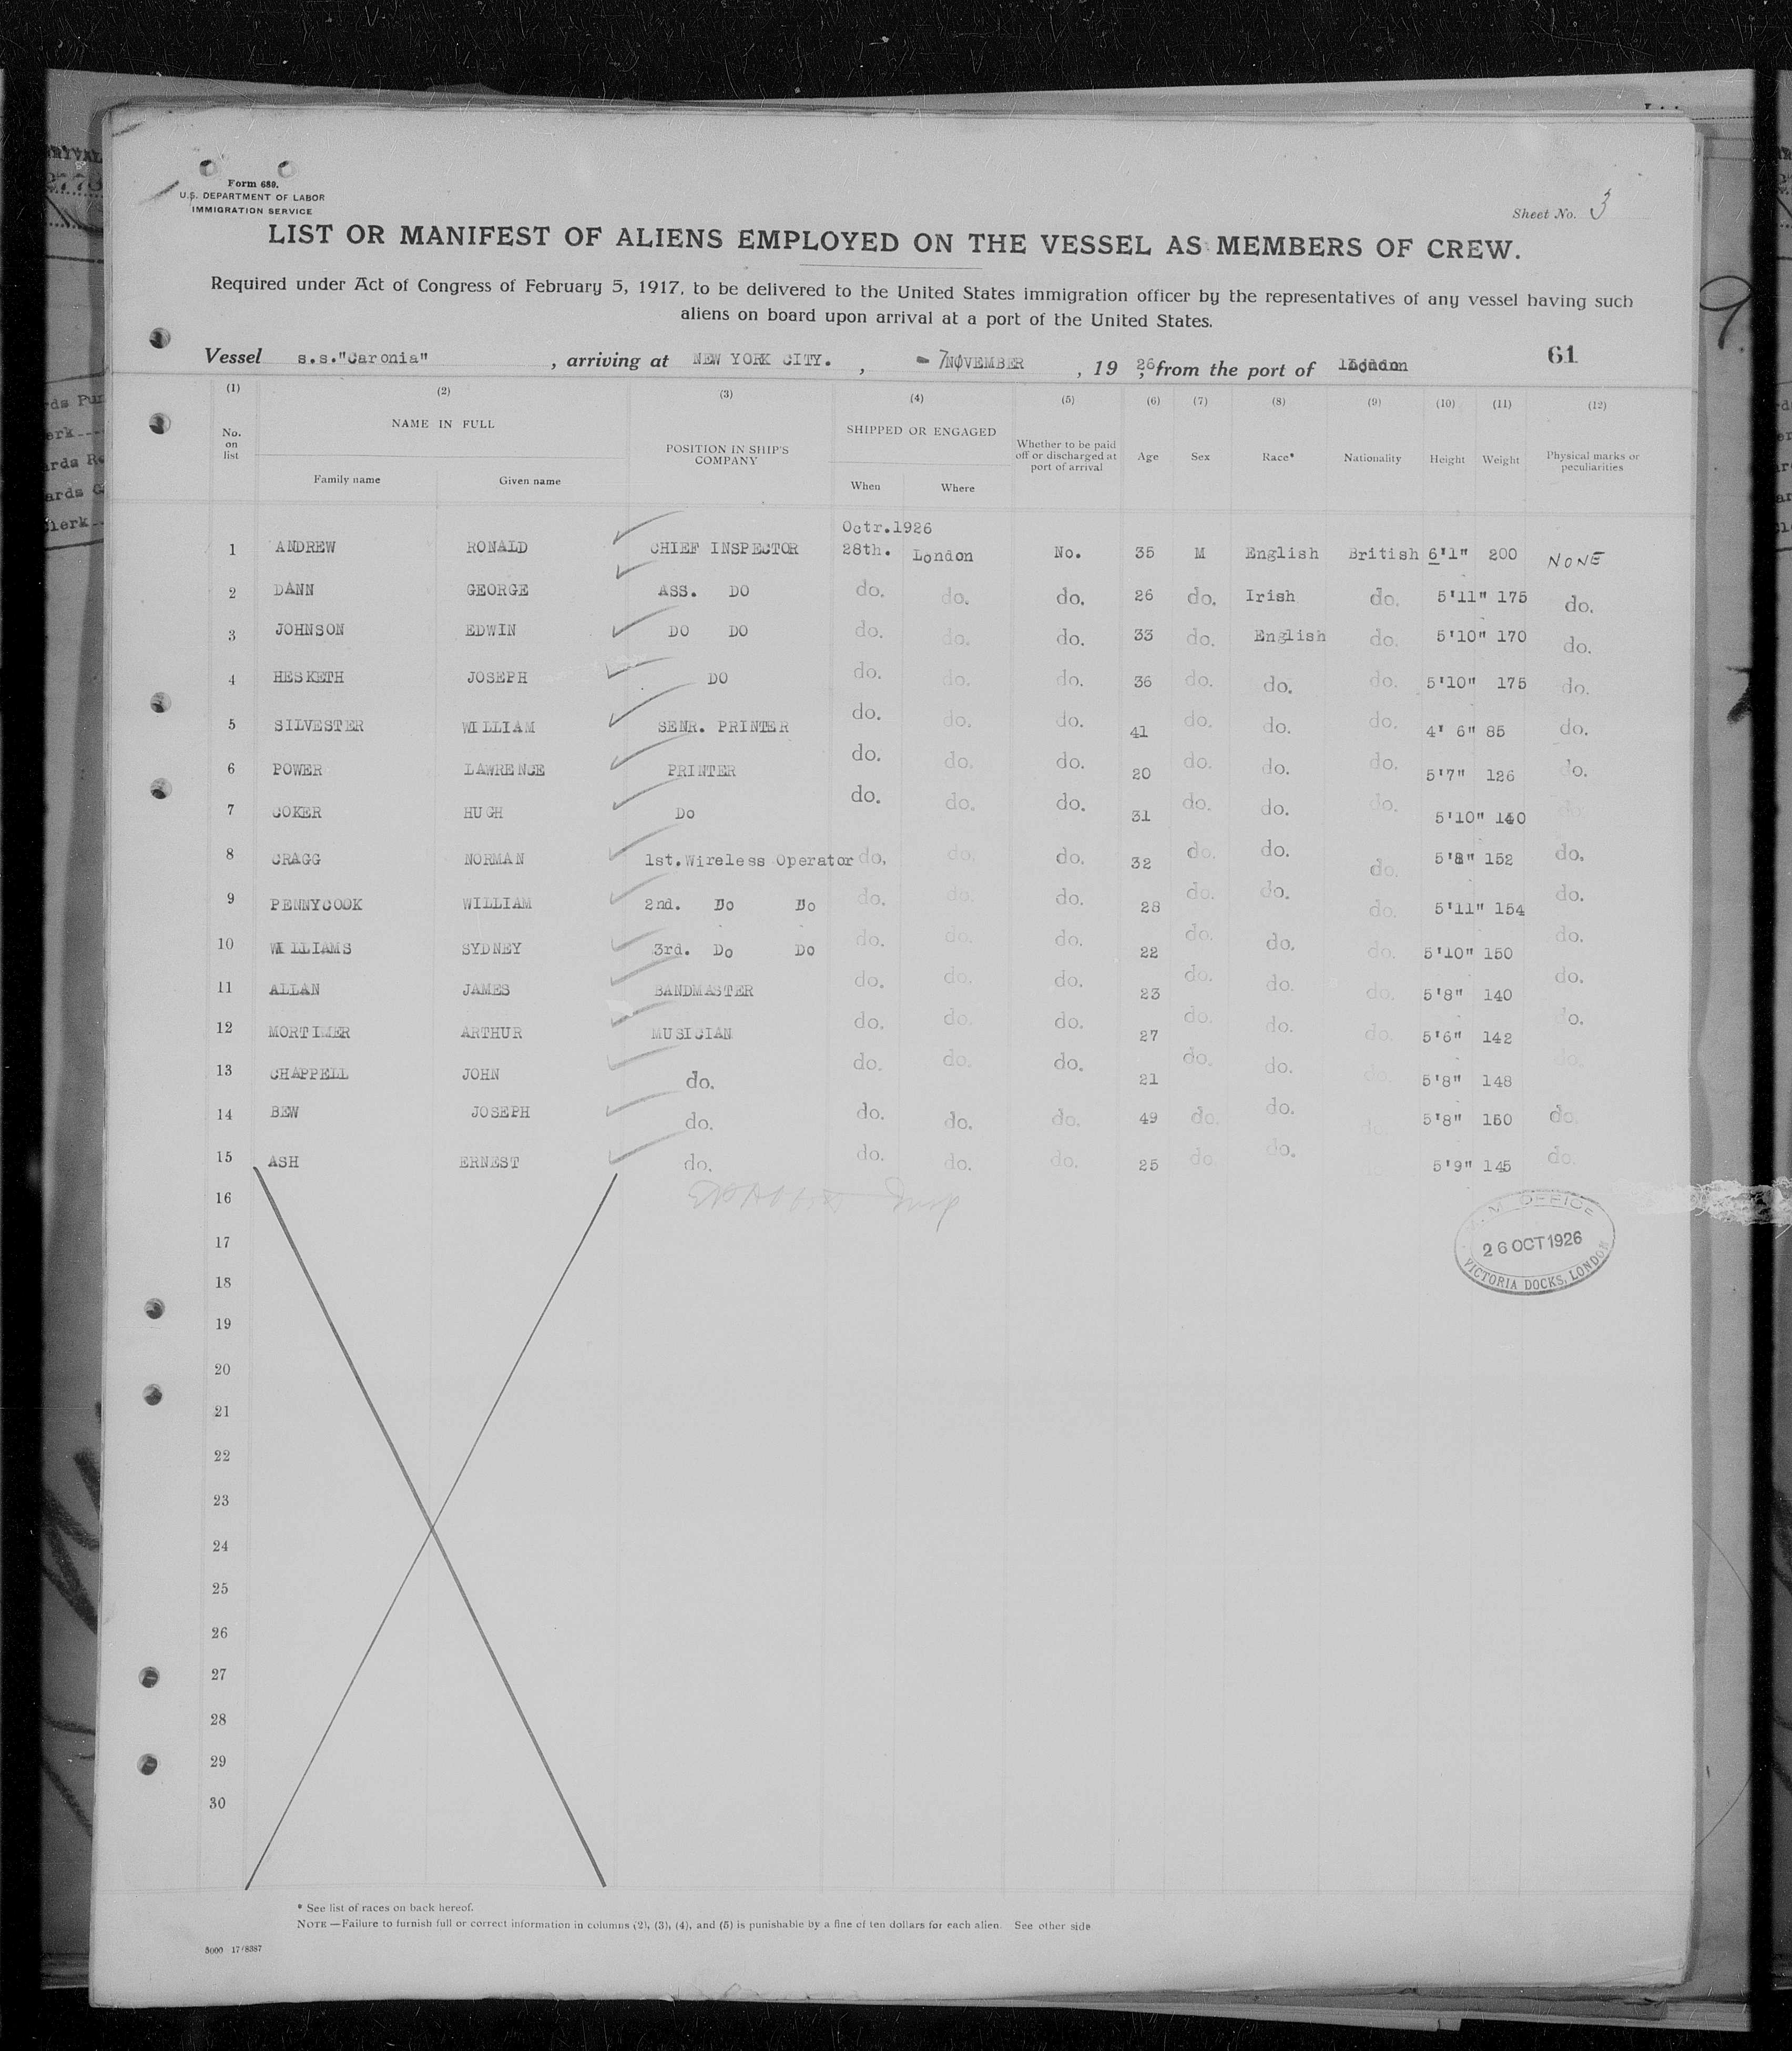 Form 680.
U.S. DEPARTMENT OF LABOR
IMMIGRATION SERVICE
Sheet No. 3
LIST OR MANIFEST OF ALIENS EMPLOYED ON THE VESSEL AS MEMBERS OF CREW.
Required under Act of Congress of February 5, 1917, to be delivered to the United States immigration officer by the representatives of any vessel having such
aliens on board upon arrival at a port of the United States.
61
Vessel s.s."Caronia" , arriving at NEW YORK CITY. , - 7 NOVEMBER , 19 26, from the port of London
(1) (2) (3) (4) (5) (6) (7) (8) (9) (10) (11) (12)
No. on list NAME IN FULL Family name Given name POSITION IN SHIP'S COMPANY SHIPPED OR ENGAGED When Where Whether to be paid off or discharged at port of arrival Age Sex Race* Nationality Height Weight Physical marks or peculiarities
Octr.1926
1 ANDREW RONALD CHIEF INSPECTOR 28th. London No. 35 M English British 6'1" 200 NONE
2 DANN GEORGE ASS. DO do. do. do. 26 do. Irish do. 5'11" 175 do.
3 JOHNSON EDWIN DO DO do. do. do. 33 do. English do. 5'10" 170 do.
4 HESKETH JOSEPH DO do. do. do. 36 do. do. do. 5'10" 175 do.
5 SILVESTER WILLIAM SENR. PRINTER do. do. do. 41 do. do. do. 4' 6" 85 do.
6 POWER LAWRENCE PRINTER do. do. do. 20 do. do. do. 5'7" 126 do.
7 COKER HUGH Do do. do. do. 31 do. do. do. 5'10" 140 do.
8 CRAGG NORMAN 1st.Wireless Operator do. do. do. 32 do. do. do. 5'8" 152 do.
9 PENNYCOOK WILLIAM 2nd. Do Do do. do. do. 28 do. do. do. 5'11" 154 do.
10 WILLIAMS SYDNEY 3rd. Do Do do. do. do. 22 do. do. do. 5'10" 150 do.
11 ALLAN JAMES BANDMASTER do. do. do. 23 do. do. do. 5'8" 140 do.
12 MORTIMER ARTHUR MUSICIAN do. do. do. 27 do. do. do. 5'6" 142 do.
13 CHAPPELL JOHN do. do. do. do. 21 do. do. do. 5'8" 148 do.
14 BEW JOSEPH do. do. do. do. 49 do. do. do. 5'8" 150 do.
15 ASH ERNEST do. do. do. do. 25 do. do. do. 5'9" 145 do.
16
17
18
19
20
21
22
23
24
25
26
27
28
29
30
OFFICE
26 OCT 1926
VICTORIA DOCKS, LONDON
* See list of races on back hereof.
NOTE —Failure to furnish full or correct information in columns (2), (3), (4), and (5) is punishable by a fine of ten dollars for each alien. See other side
5000 17/8387